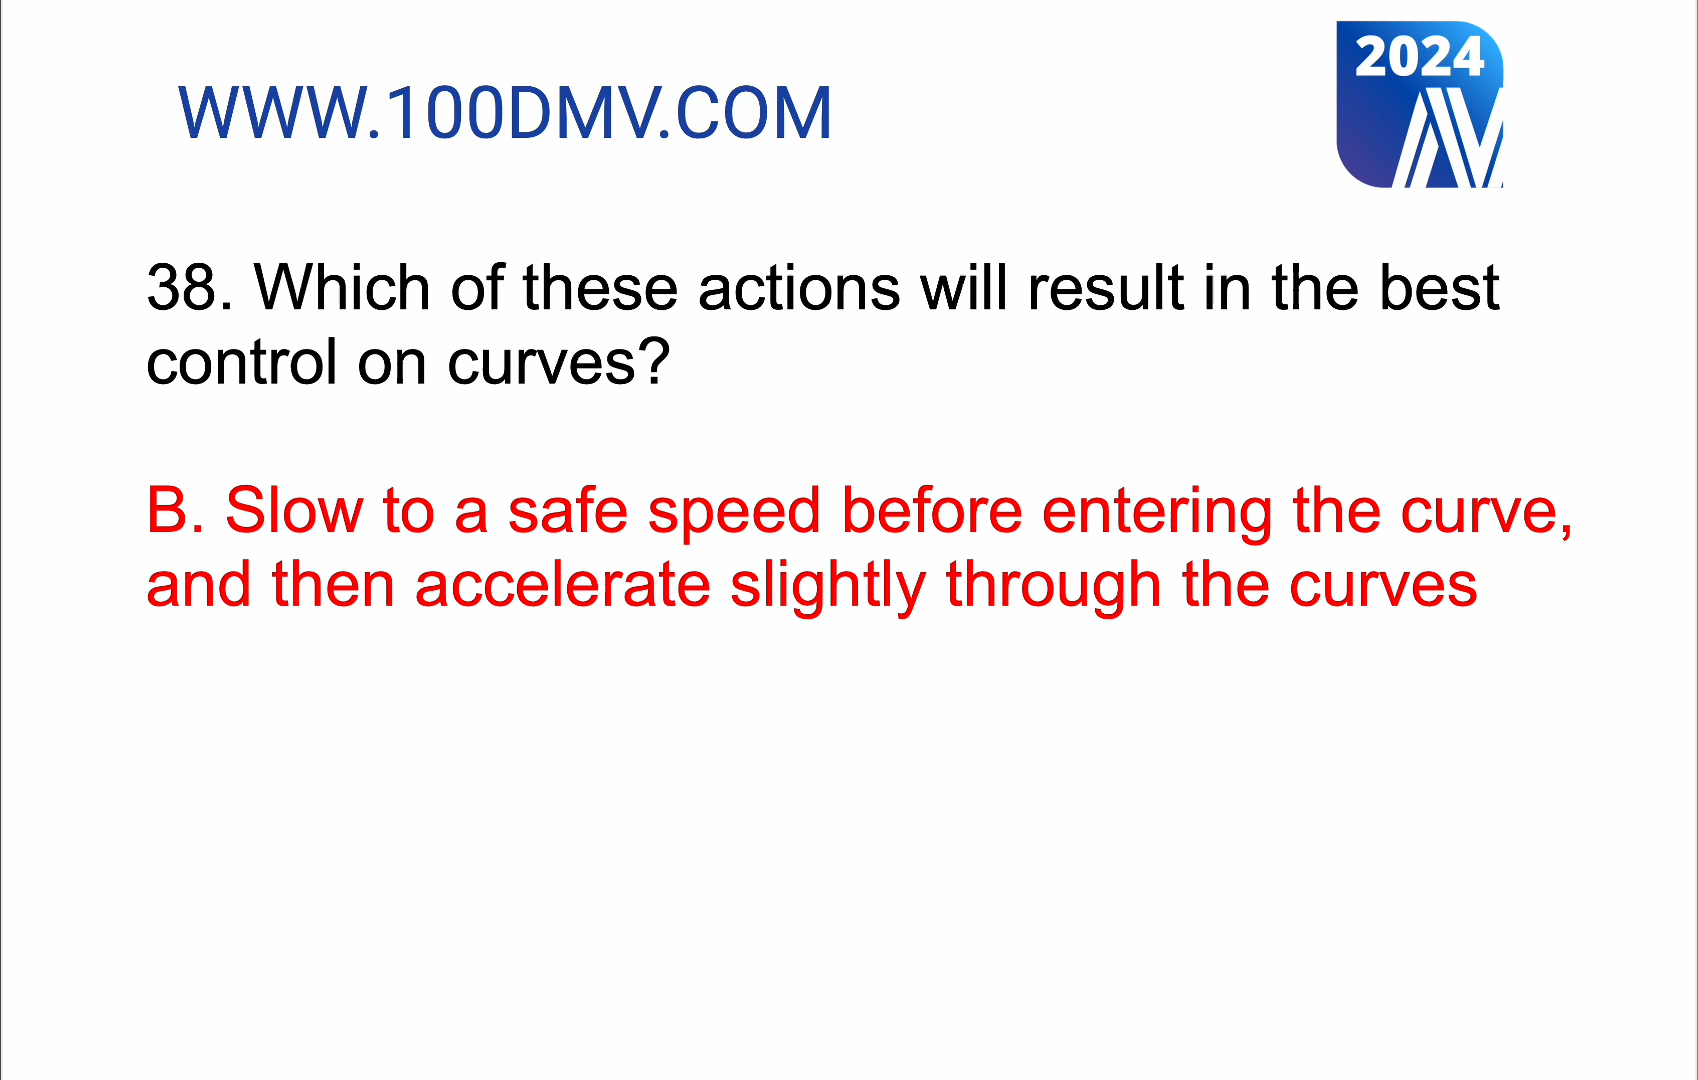 2024
WWW.100DMV.COM
38. Which of these actions will result in the best
control on curves?
B. Slow to a safe speed before entering the curve,
and then accelerate slightly through the curves